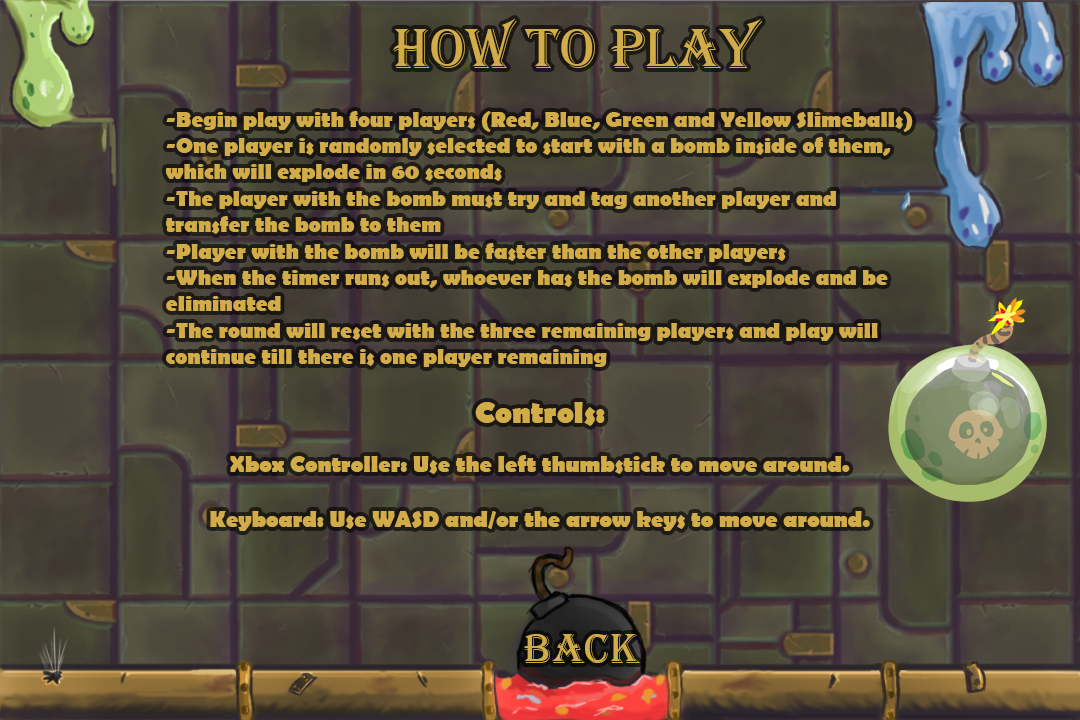 HOW TO PLAY
-Begin play with four players (Red, Blue, Green and Yellow Slimeballs)
-One player is randomly selected to start with a bomb inside of them,
which will explode in 60 seconds
-The player with the bomb must try and tag another player and
transfer the bomb to them
-Player with the bomb will be faster than the other players
-When the timer runs out, whoever has the bomb will explode and be
eliminated
-The round will reset with the three remaining players and play will
continue till there is one player remaining
Controls:
Xbox Controller: Use the left thumbstick to move around.
Keyboard: Use WASD and/or the arrow keys to move around.
BACK